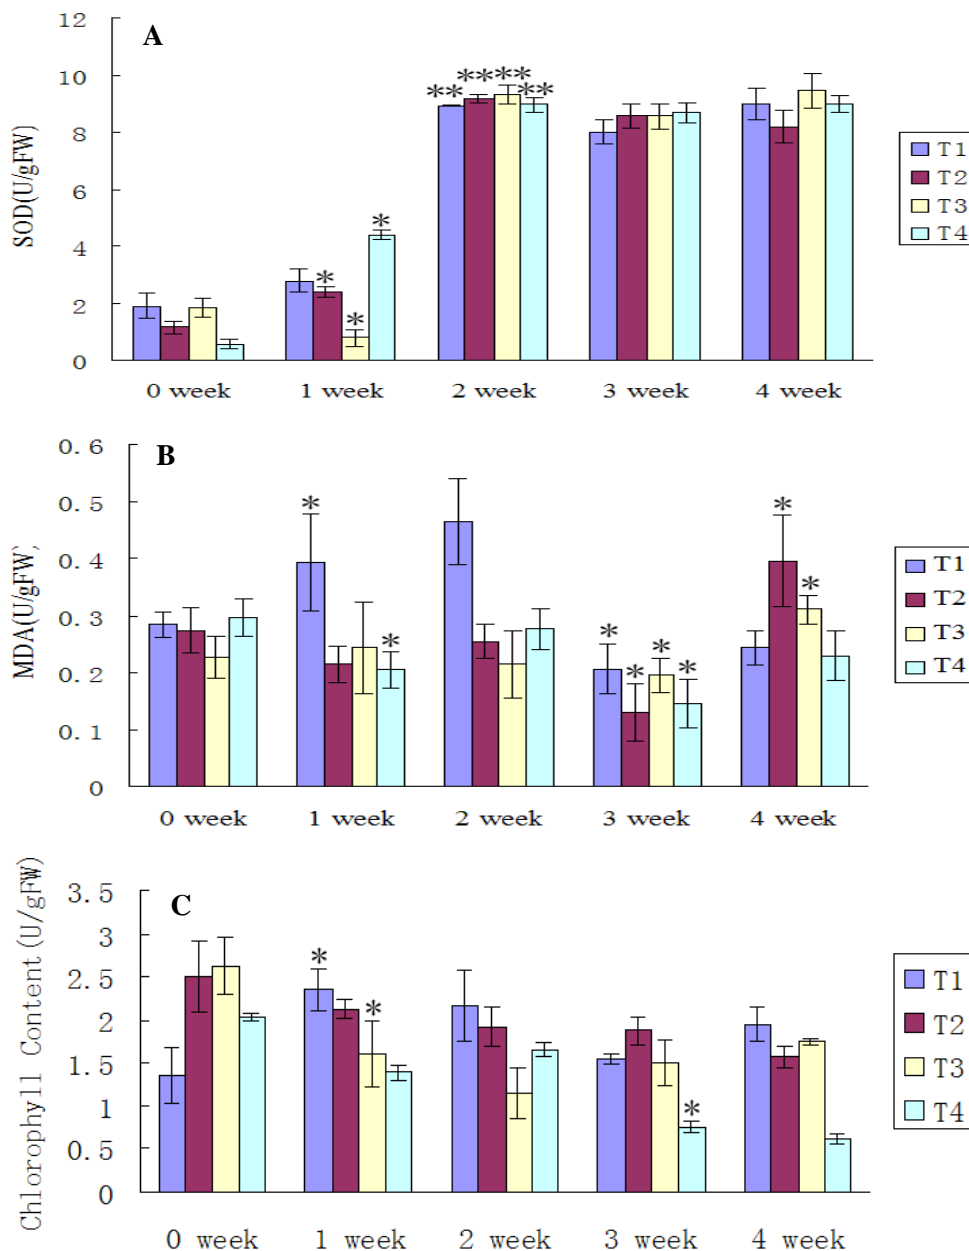 A
12
10
8
6
4
2
0
SOD(U/gFW)
** ** ** **
* * *
0 week 1 week 2 week 3 week 4 week
T1
T2
T3
T4
B
0.6
0.5
0.4
0.3
0.2
0.1
0
MDA(U/gFW)
* * * * * * * *
0 week 1 week 2 week 3 week 4 week
T1
T2
T3
T4
C
3.5
3
2.5
2
1.5
1
0.5
0
Chlorophyll Content(U/gFW)
* * *
0 week 1 week 2 week 3 week 4 week
T1
T2
T3
T4